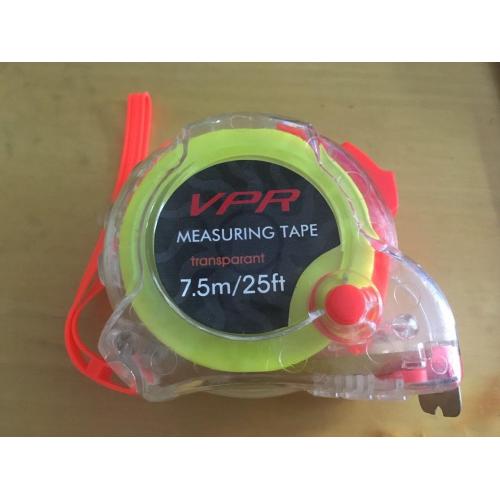 VPR
MEASURING TAPE
transparant
7.5m/25ft